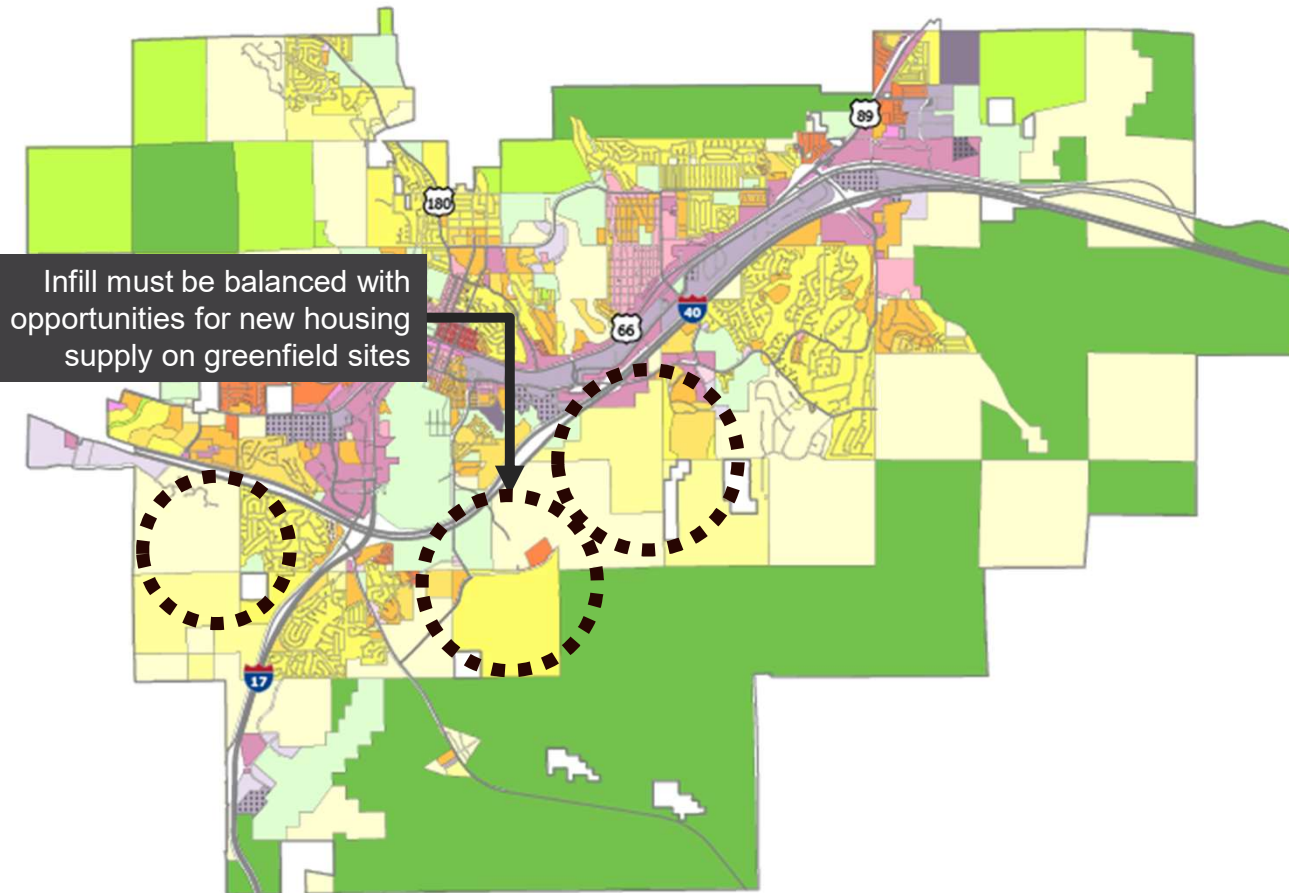 89
180
Infill must be balanced with
opportunities for new housing
supply on greenfield sites
40
66
17